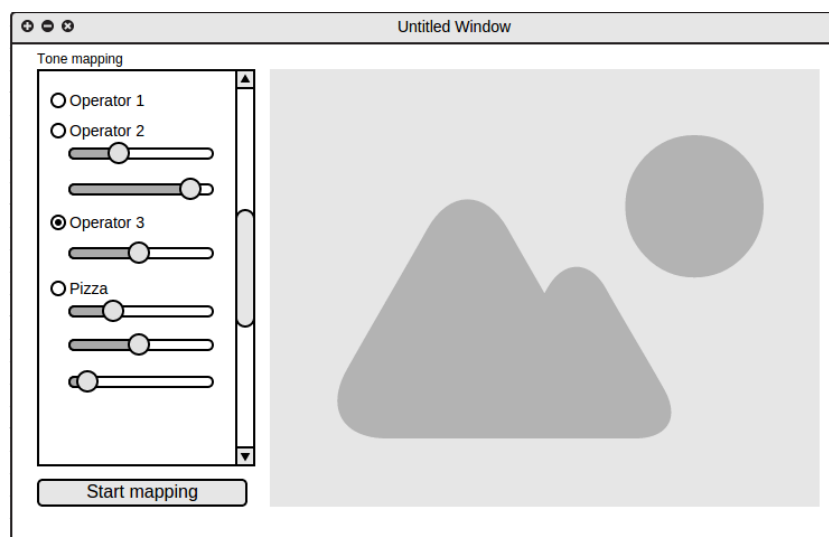 Untitled Window
Tone mapping
Operator 1
Operator 2
Operator 3
Pizza
Start mapping